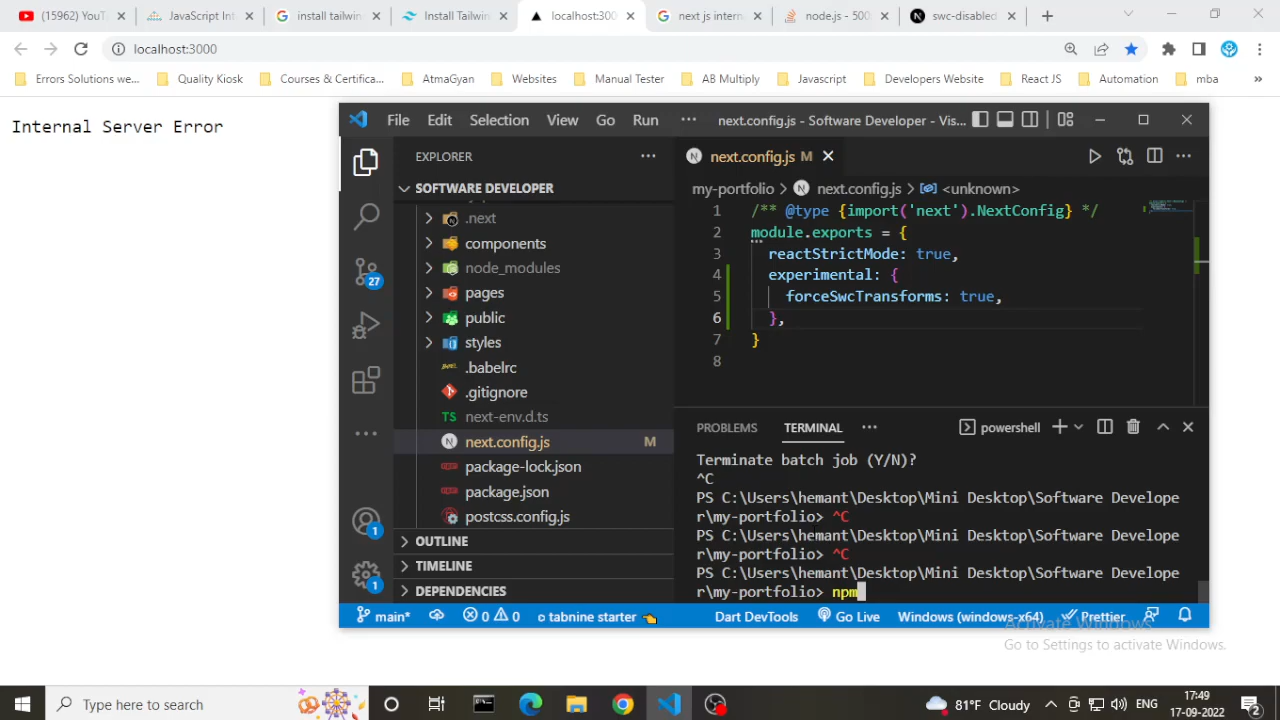 (15962) YouTu
JavaScript Int
install tailwin
Install Tailwin
localhost:300
next js intern
node.js - 500:
swc-disabled
localhost:3000
Errors Solutions we...
Quality Kiosk
Courses & Certifica...
AtmaGyan
Websites
Manual Tester
AB Multiply
Javascript
Developers Website
React JS
Automation
mba
»
Internal Server Error
File Edit Selection View Go Run ··· next.config.js - Software Developer - Vis...
EXPLORER ···
SOFTWARE DEVELOPER
.next
components
node_modules
pages
public
styles
.babelrc
.gitignore
TS next-env.d.ts
next.config.js M
package-lock.json
package.json
postcss.config.js
OUTLINE
TIMELINE
DEPENDENCIES
27
1
1
next.config.js M
my-portfolio > next.config.js > <unknown>
1 /** @type {import('next').NextConfig} */
2 module.exports = {
3 reactStrictMode: true,
4 experimental: {
5 forceSwcTransforms: true,
6 },
7 }
8
PROBLEMS TERMINAL ··· powershell
Terminate batch job (Y/N)?
^C
PS C:\Users\hemant\Desktop\Mini Desktop\Software Develope
r\my-portfolio> ^C
PS C:\Users\hemant\Desktop\Mini Desktop\Software Develope
r\my-portfolio> ^C
PS C:\Users\hemant\Desktop\Mini Desktop\Software Develope
r\my-portfolio> npm
main* 0 0 tabnine starter Dart DevTools Go Live Windows (windows-x64) Prettier
Activate Windows
Go to Settings to activate Windows.
Type here to search
81°F Cloudy
ENG
17:49
17-09-2022
2